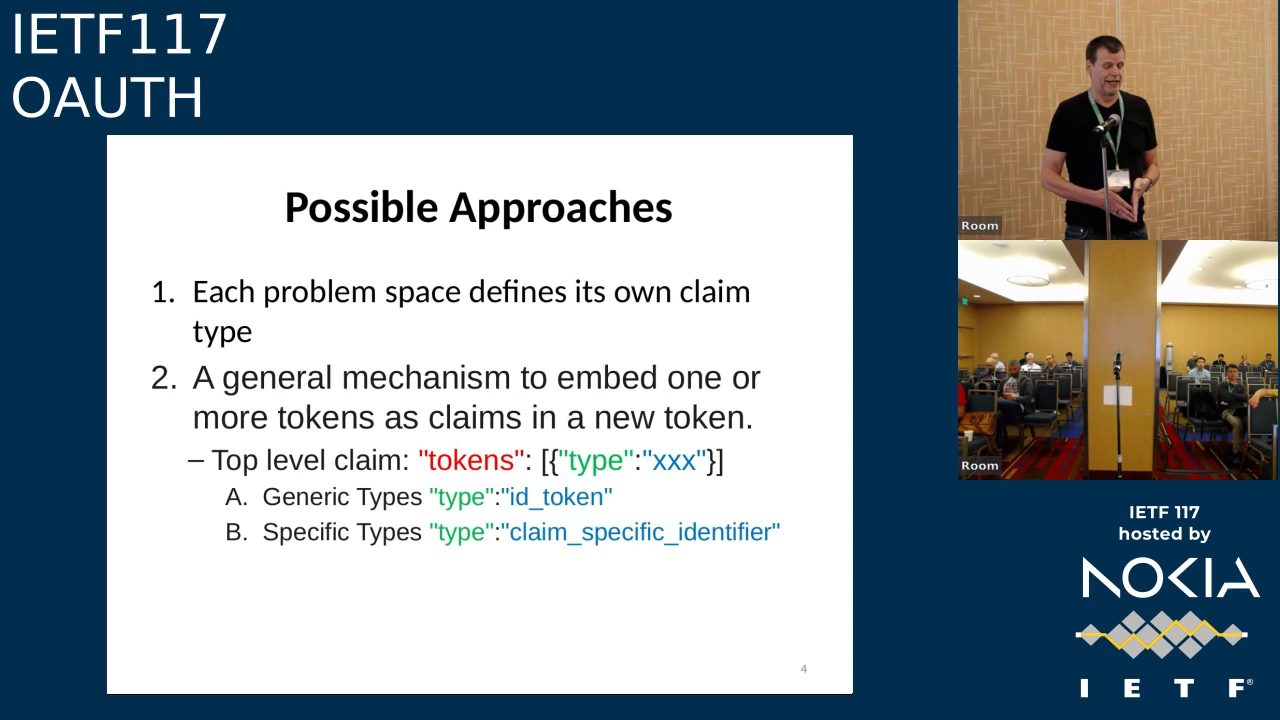 IETF117
OAUTH
Possible Approaches
1. Each problem space defines its own claim
type
2. A general mechanism to embed one or
more tokens as claims in a new token.
– Top level claim: "tokens": [{"type":"xxx"}]
A. Generic Types "type":"id_token"
B. Specific Types "type":"claim_specific_identifier"
4
Room
Room
IETF 117
hosted by
NOKIA
I E T F®